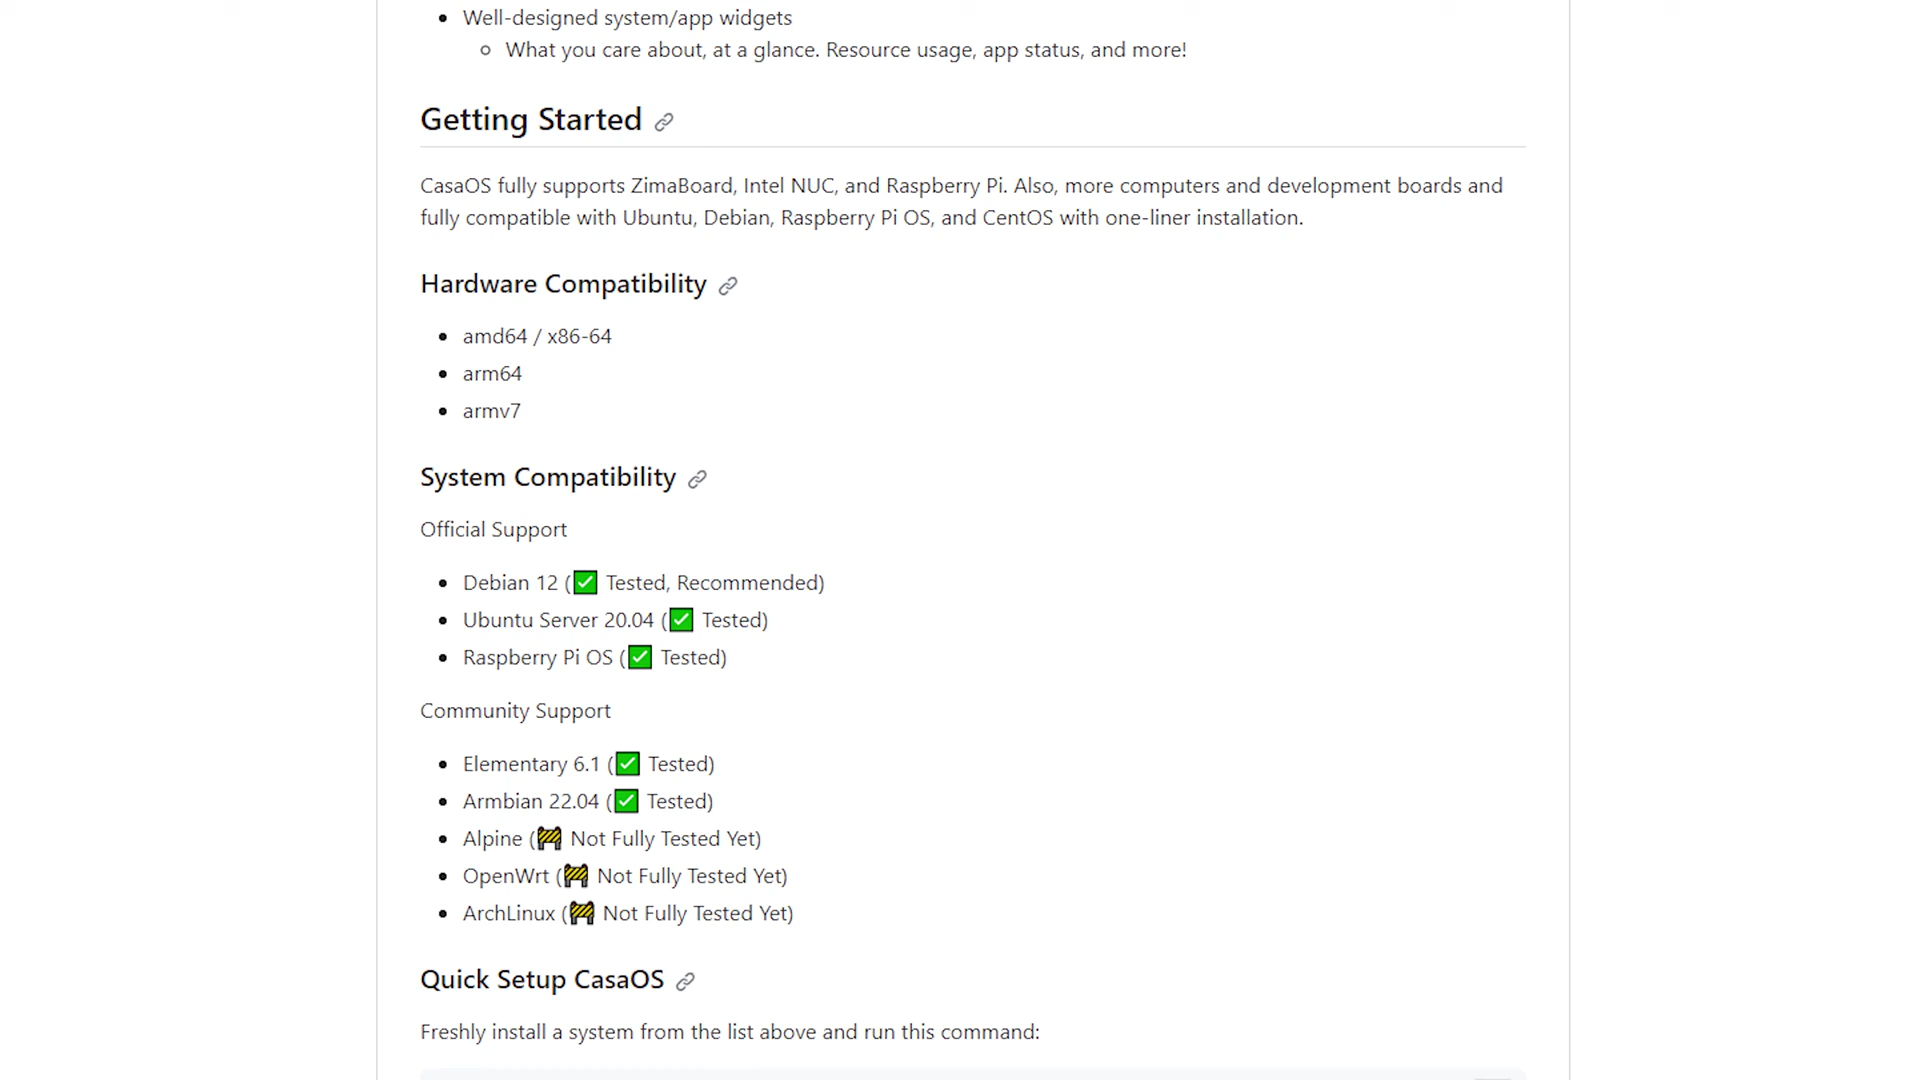 Well-designed system/app widgets
What you care about, at a glance. Resource usage, app status, and more!
Getting Started
CasaOS fully supports ZimaBoard, Intel NUC, and Raspberry Pi. Also, more computers and development boards and
fully compatible with Ubuntu, Debian, Raspberry Pi OS, and CentOS with one-liner installation.
Hardware Compatibility
amd64 / x86-64
arm64
armv7
System Compatibility
Official Support
Debian 12 (✅ Tested, Recommended)
Ubuntu Server 20.04 (✅ Tested)
Raspberry Pi OS (✅ Tested)
Community Support
Elementary 6.1 (✅ Tested)
Armbian 22.04 (✅ Tested)
Alpine (🚧 Not Fully Tested Yet)
OpenWrt (🚧 Not Fully Tested Yet)
ArchLinux (🚧 Not Fully Tested Yet)
Quick Setup CasaOS
Freshly install a system from the list above and run this command: